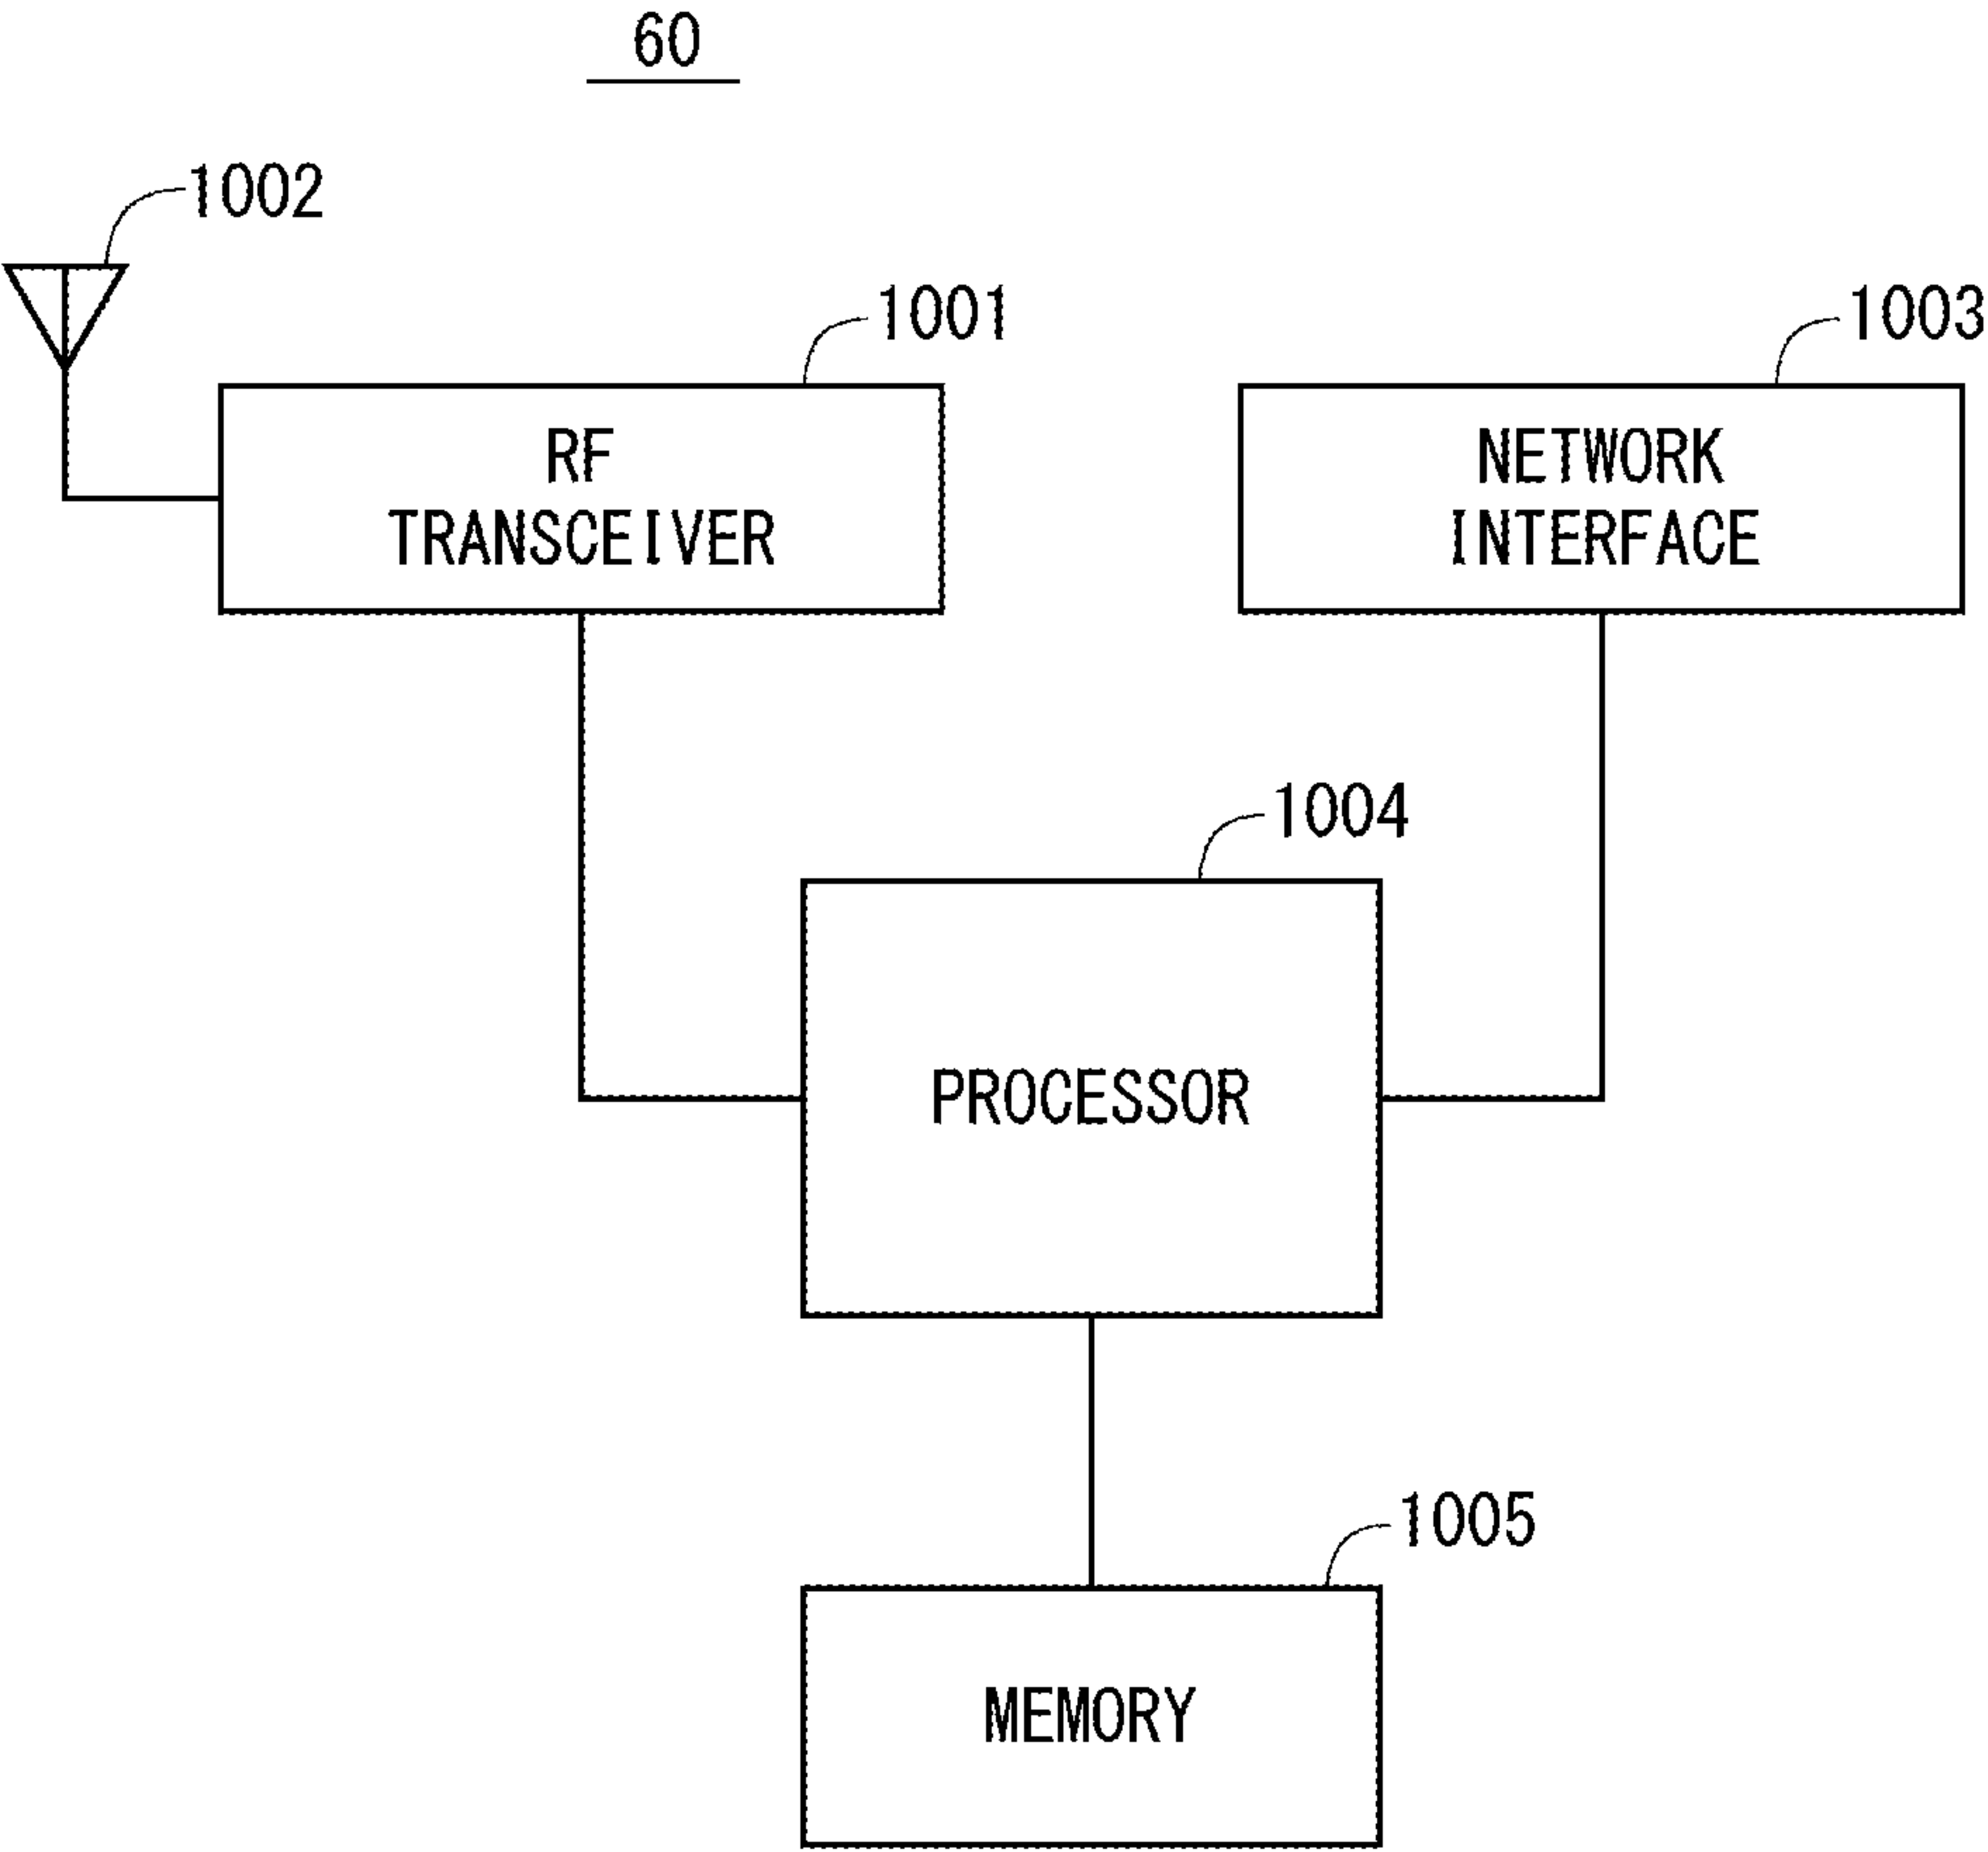 60
1002
1001
1003
RF
TRANSCEIVER
NETWORK
INTERFACE
1004
PROCESSOR
1005
MEMORY